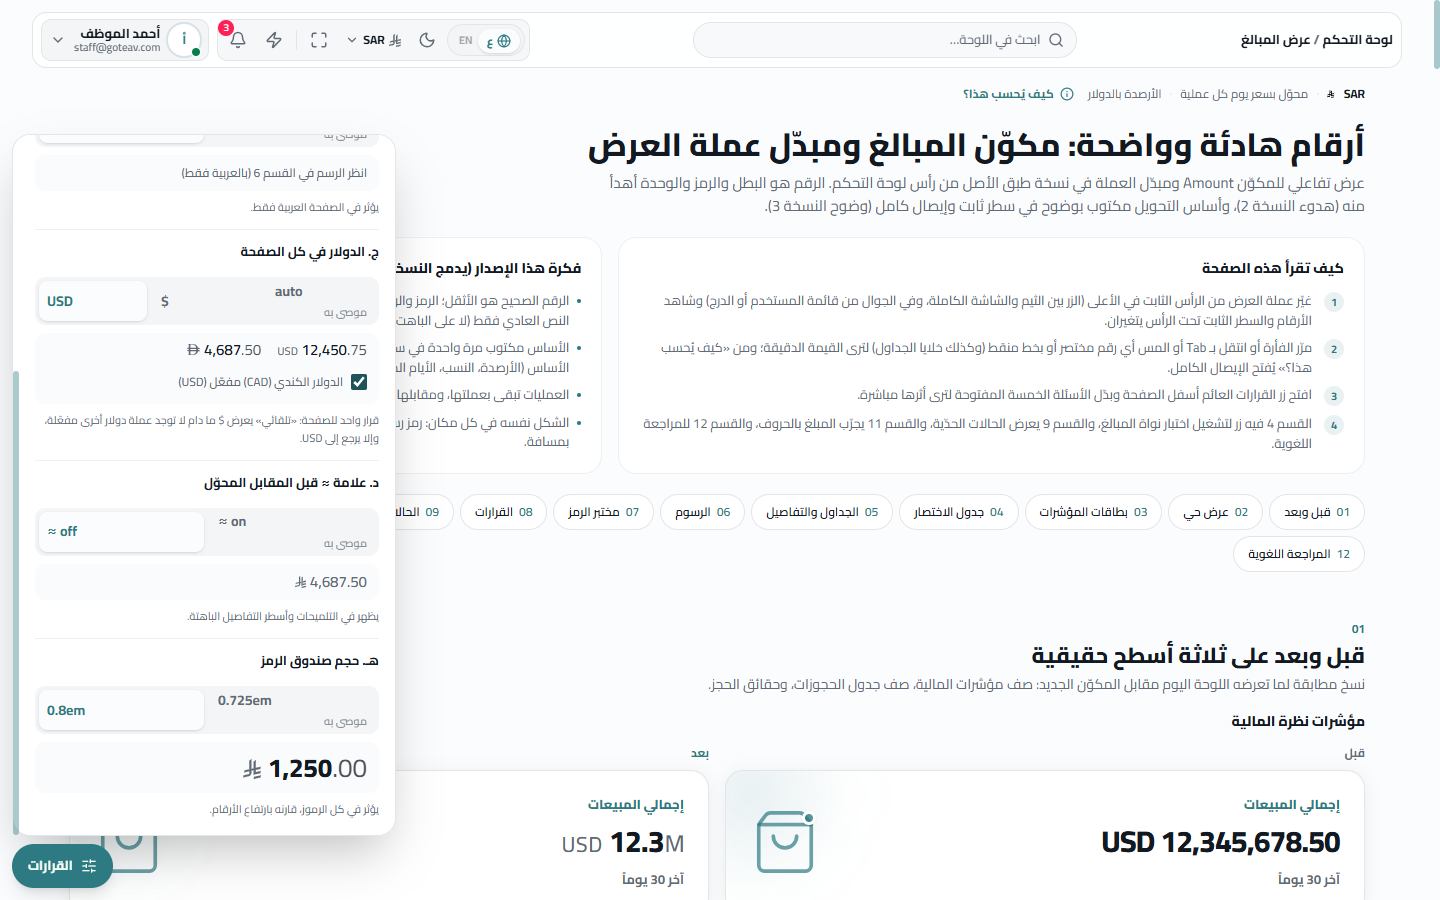 لوحة التحكم / عرض المبالغ
ابحث في اللوحة...
EN ع
SAR
3
أحمد الموظف
staff@goteav.com
أ
SAR · محوّل بسعر يوم كل عملية · الأرصدة بالدولار
كيف يُحسب هذا؟
أرقام هادئة وواضحة: مكوّن المبالغ ومبدّل عملة العرض
عرض تفاعلي للمكوّن Amount ومبدّل العملة في نسخة طبق الأصل من رأس لوحة التحكم. الرقم هو البطل والرمز والوحدة أهدأ
منه (هدوء النسخة 2)، وأساس التحويل مكتوب بوضوح في سطر ثابت وإيصال كامل (وضوح النسخة 3).
كيف تقرأ هذه الصفحة
1 غيّر عملة العرض من الرأس الثابت في الأعلى (الزر بين الثيم والشاشة الكاملة، وفي الجوال من قائمة المستخدم أو الدرج) وشاهد
الأرقام والسطر الثابت تحت الرأس يتغيران.
2 مرّر الفأرة أو انتقل بـ Tab أو المس أي رقم مختصر أو بخط منقط (وكذلك خلايا الجداول) لترى القيمة الدقيقة؛ ومن «كيف يُحسب
هذا؟» يُفتح الإيصال الكامل.
3 افتح زر القرارات العائم أسفل الصفحة وبدّل الأسئلة الخمسة المفتوحة لترى أثرها مباشرة.
4 القسم 4 فيه زر لتشغيل اختبار نواة المبالغ، والقسم 9 يعرض الحالات الحدّية، والقسم 11 يجرّب المبلغ بالحروف، والقسم 12 للمراجعة
اللغوية.
فكرة هذا الإصدار (يدمج النسخ
الرقم الصحيح هو الأثقل؛ الرمز والو
النص العادي فقط (لا على الباهت
الأساس مكتوب مرة واحدة في س
الأساس (الأرصدة، النسب، الأيام ال
العمليات تبقى بعملتها، ومقابلها
الشكل نفسه في كل مكان: رمز ر
بمسافة.
01 قبل وبعد
02 عرض حي
03 بطاقات المؤشرات
04 جدول الاختصار
05 الجداول والتفاصيل
06 الرسوم
07 مختبر الرمز
08 القرارات
09 الحالا
12 المراجعة اللغوية
01
قبل وبعد على ثلاثة أسطح حقيقية
نسخ مطابقة لما تعرضه اللوحة اليوم مقابل المكوّن الجديد: صف مؤشرات المالية، صف جدول الحجوزات، وحقائق الحجز.
مؤشرات نظرة المالية
قبل
إجمالي المبيعات
USD 12,345,678.50
آخر 30 يوماً
بعد
إجمالي المبيعات
USD 12.3M
آخر 30 يوماً
موصى به
انظر الرسم في القسم 6 (بالعربية فقط)
يؤثر في الصفحة العربية فقط.
ج. الدولار في كل الصفحة
auto
موصى به
$
USD
USD 12,450.75
4,687.50
الدولار الكندي (CAD) مفعّل (USD)
قرار واحد للصفحة: «تلقائي» يعرض $ ما دام لا توجد عملة دولار أخرى مفعّلة،
وإلا يرجع إلى USD.
د. علامة ≈ قبل المقابل المحوّل
≈ on
موصى به
≈ off
4,687.50
يظهر في التلميحات وأسطر التفاصيل الباهتة.
هـ. حجم صندوق الرمز
0.725em
موصى به
0.8em
1,250.00
يؤثر في كل الرموز، قارنه بارتفاع الأرقام.
القرارات